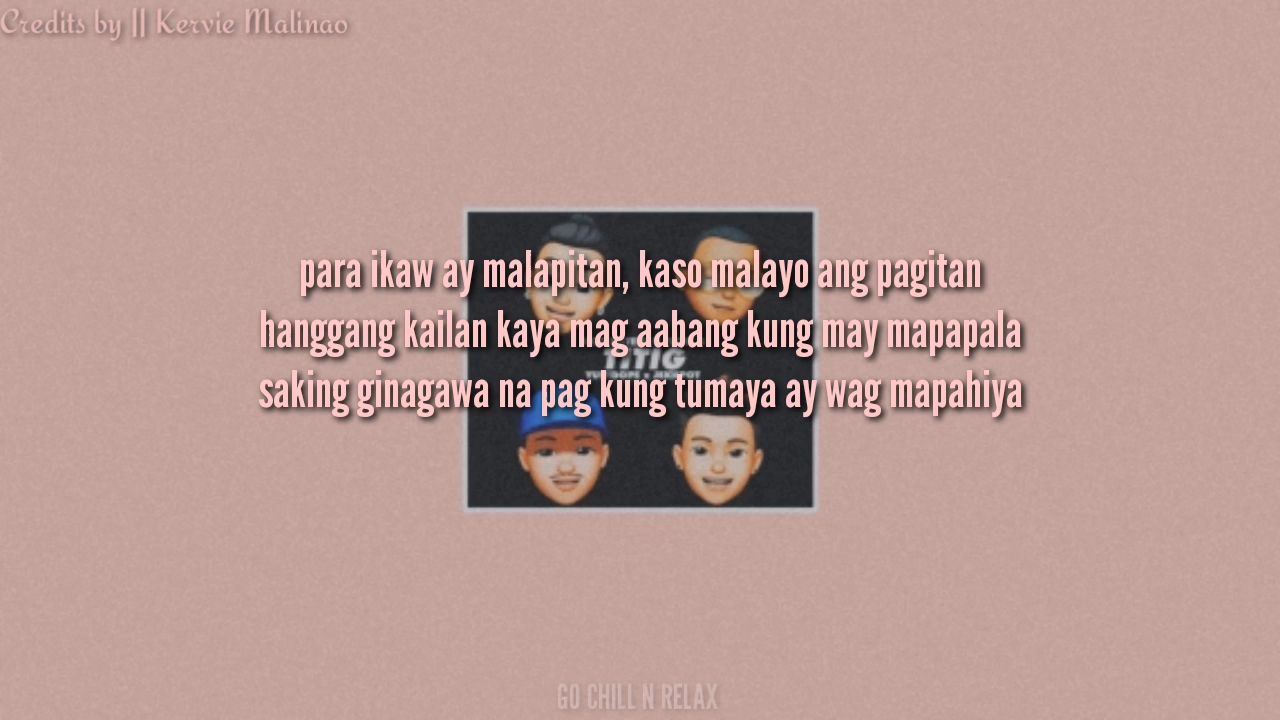 Credits by || Kervie Malinao
para ikaw ay malapitan, kaso malayo ang pagitan
hanggang kailan kaya mag aabang kung may mapapala
TITIG
saking ginagawa na pag kung tumaya ay wag mapahiya
GO CHILL N RELAX